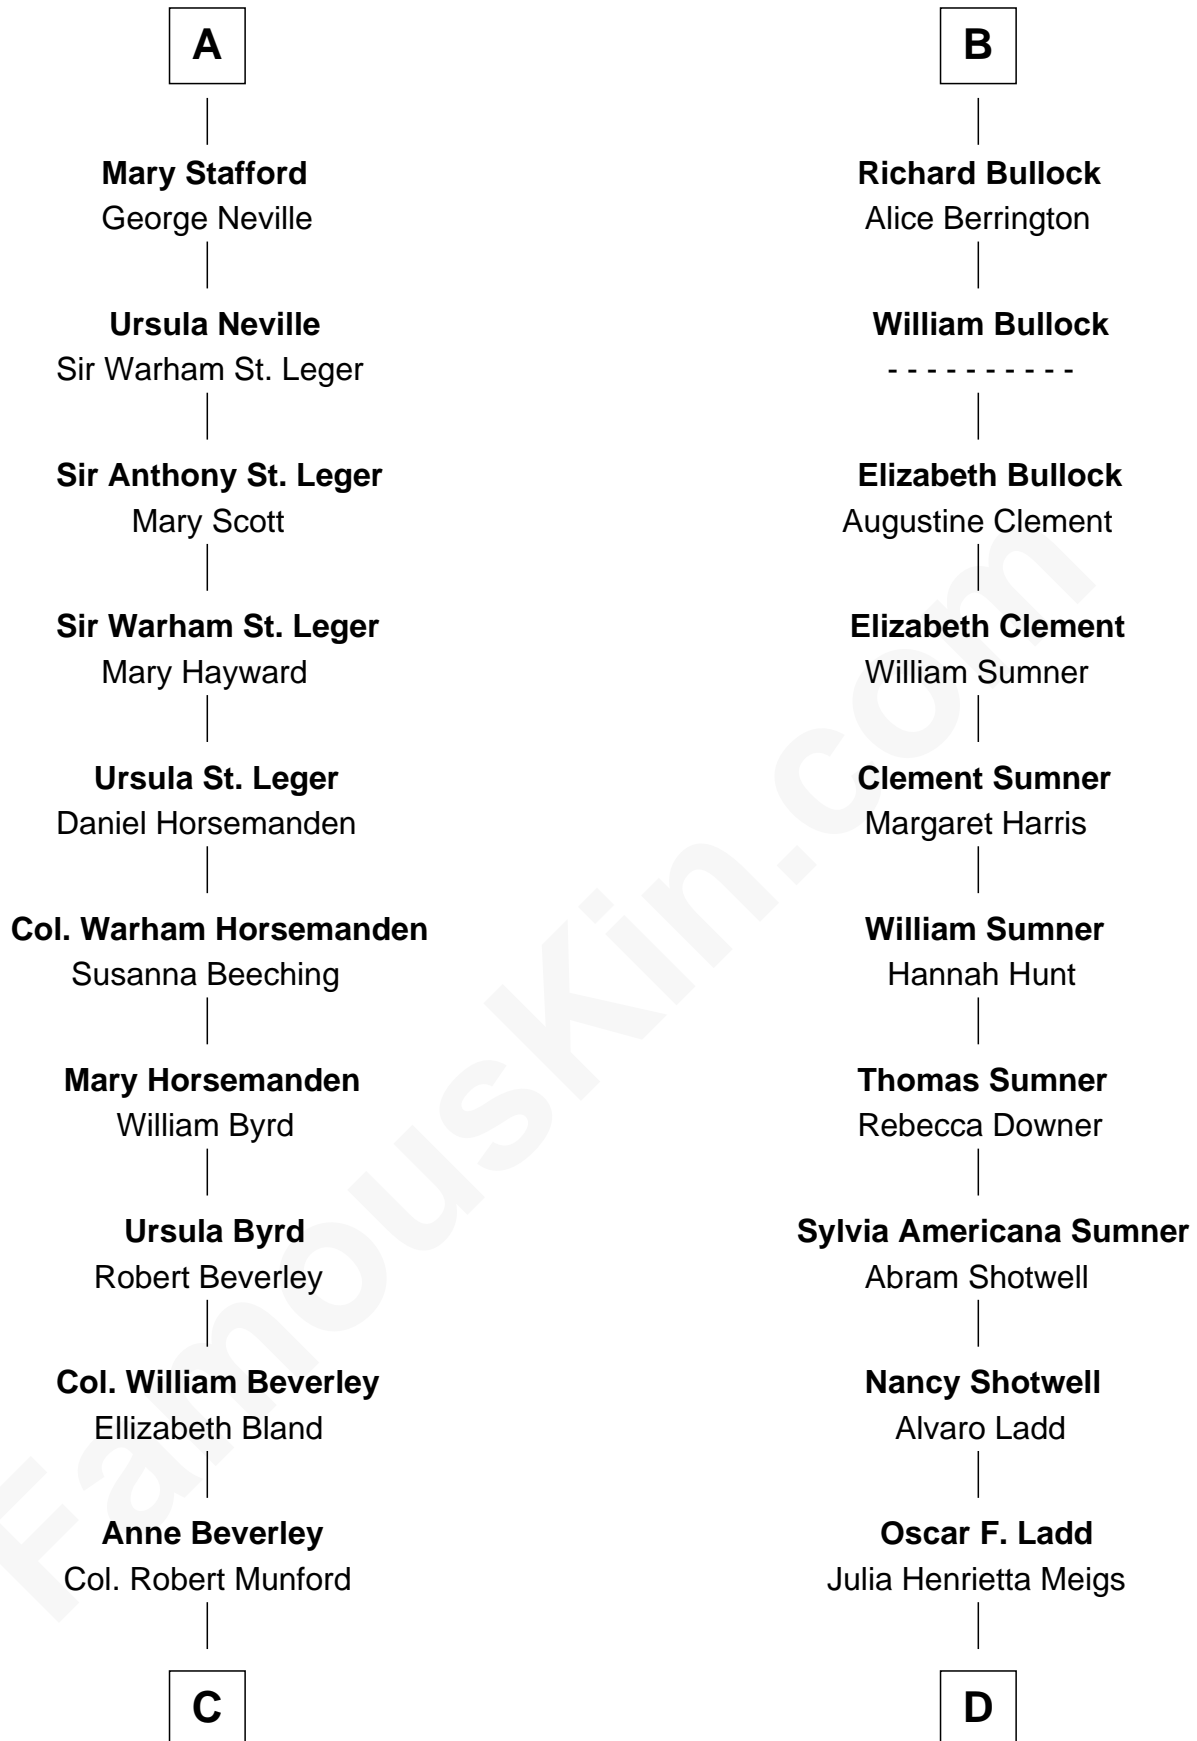 A
Mary Stafford
George Neville
Ursula Neville
Sir Warham St. Leger
Sir Anthony St. Leger
Mary Scott
Sir Warham St. Leger
Mary Hayward
Ursula St. Leger
Daniel Horsemanden
Col. Warham Horsemanden
Susanna Beeching
Mary Horsemanden
William Byrd
Ursula Byrd
Robert Beverley
Col. William Beverley
Ellizabeth Bland
Anne Beverley
Col. Robert Munford
C
B
Richard Bullock
Alice Berrington
William Bullock
- - - - - - - - - -
Elizabeth Bullock
Augustine Clement
Elizabeth Clement
William Sumner
Clement Sumner
Margaret Harris
William Sumner
Hannah Hunt
Thomas Sumner
Rebecca Downer
Sylvia Americana Sumner
Abram Shotwell
Nancy Shotwell
Alvaro Ladd
Oscar F. Ladd
Julia Henrietta Meigs
D
FamousKin.com